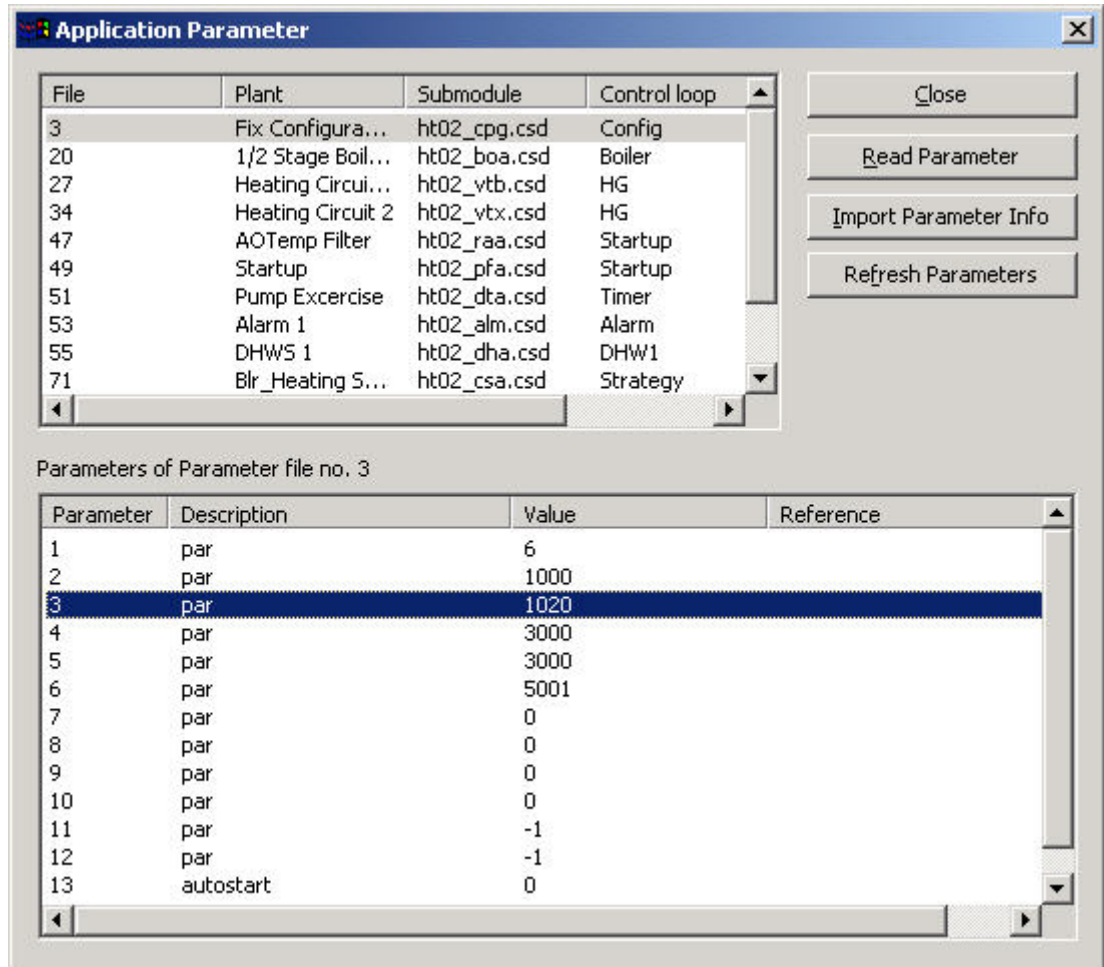 Application Parameter
File Plant Submodule Control loop
3 Fix Configura... ht02_cpg.csd Config
20 1/2 Stage Boil... ht02_boa.csd Boiler
27 Heating Circui... ht02_vtb.csd HG
34 Heating Circuit 2 ht02_vtx.csd HG
47 AOTemp Filter ht02_raa.csd Startup
49 Startup ht02_pfa.csd Startup
51 Pump Excercise ht02_dta.csd Timer
53 Alarm 1 ht02_alm.csd Alarm
55 DHWS 1 ht02_dha.csd DHW1
71 Blr_Heating S... ht02_csa.csd Strategy
Close
Read Parameter
Import Parameter Info
Refresh Parameters
Parameters of Parameter file no. 3
Parameter Description Value Reference
1 par 6
2 par 1000
3 par 1020
4 par 3000
5 par 3000
6 par 5001
7 par 0
8 par 0
9 par 0
10 par 0
11 par -1
12 par -1
13 autostart 0